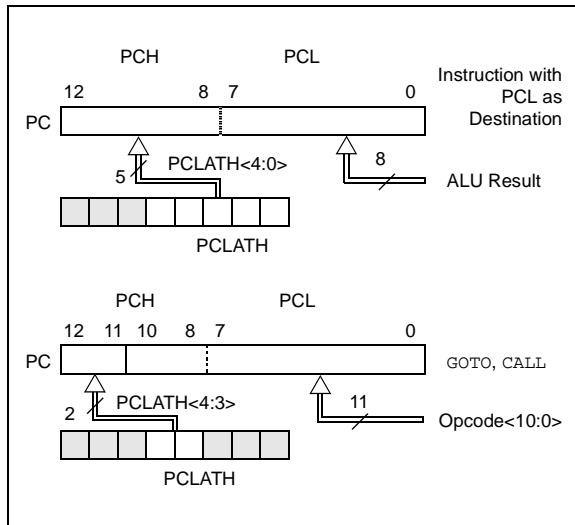 PCH PCL
12 8 7 0
Instruction with
PCL as
Destination
PC
5 PCLATH<4:0> 8
ALU Result
PCLATH
PCH PCL
12 11 10 8 7 0
PC
GOTO, CALL
2 PCLATH<4:3> 11
Opcode<10:0>
PCLATH